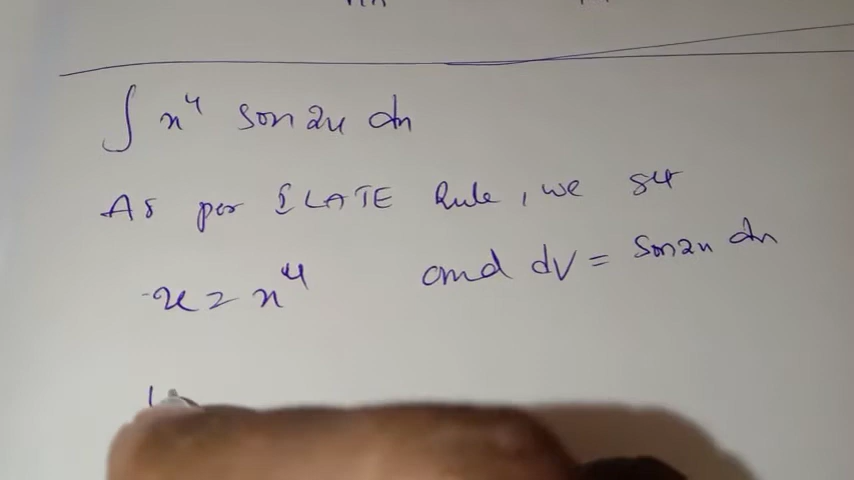 ∫ x⁴ sin 2x dx
As per ILATE Rule, we set
u = x⁴ and dv = sin2x dx